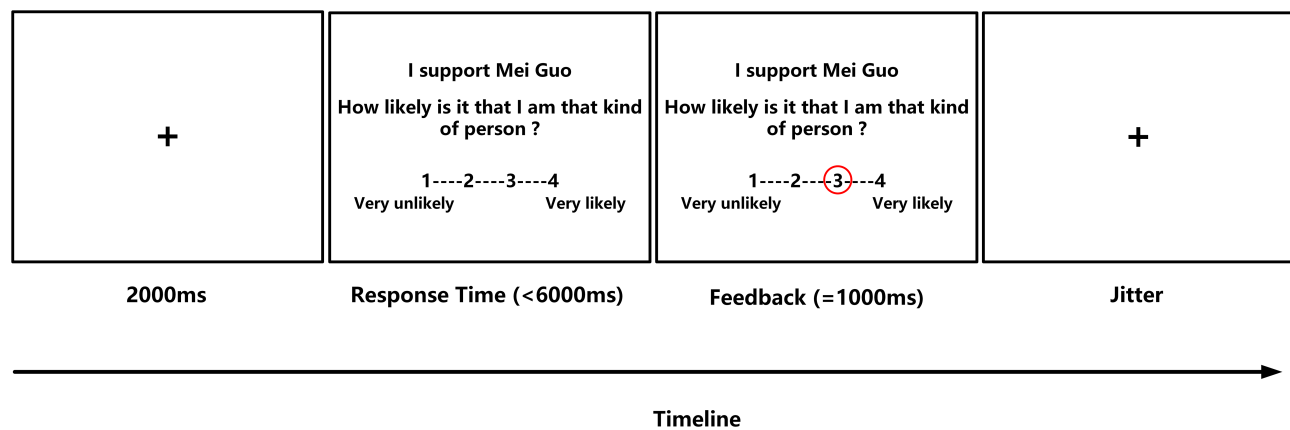 +
I support Mei Guo
How likely is it that I am that kind
of person ?
1----2----3----4
Very unlikely Very likely
2000ms
Response Time (<6000ms)
I support Mei Guo
How likely is it that I am that kind
of person ?
1----2----3----4
Very unlikely Very likely
Feedback (=1000ms)
+
Jitter
Timeline